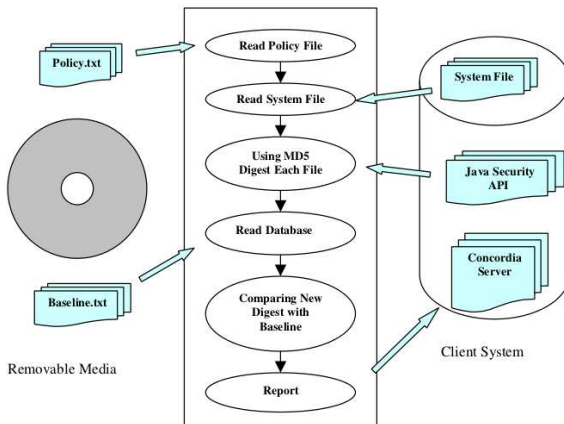 Read Policy File
Policy.txt
System File
Read System File
Using MD5
Digest Each File
Java Security
API
Read Database
Concordia
Server
Baseline.txt
Comparing New
Digest with
Baseline
Removable Media
Client System
Report